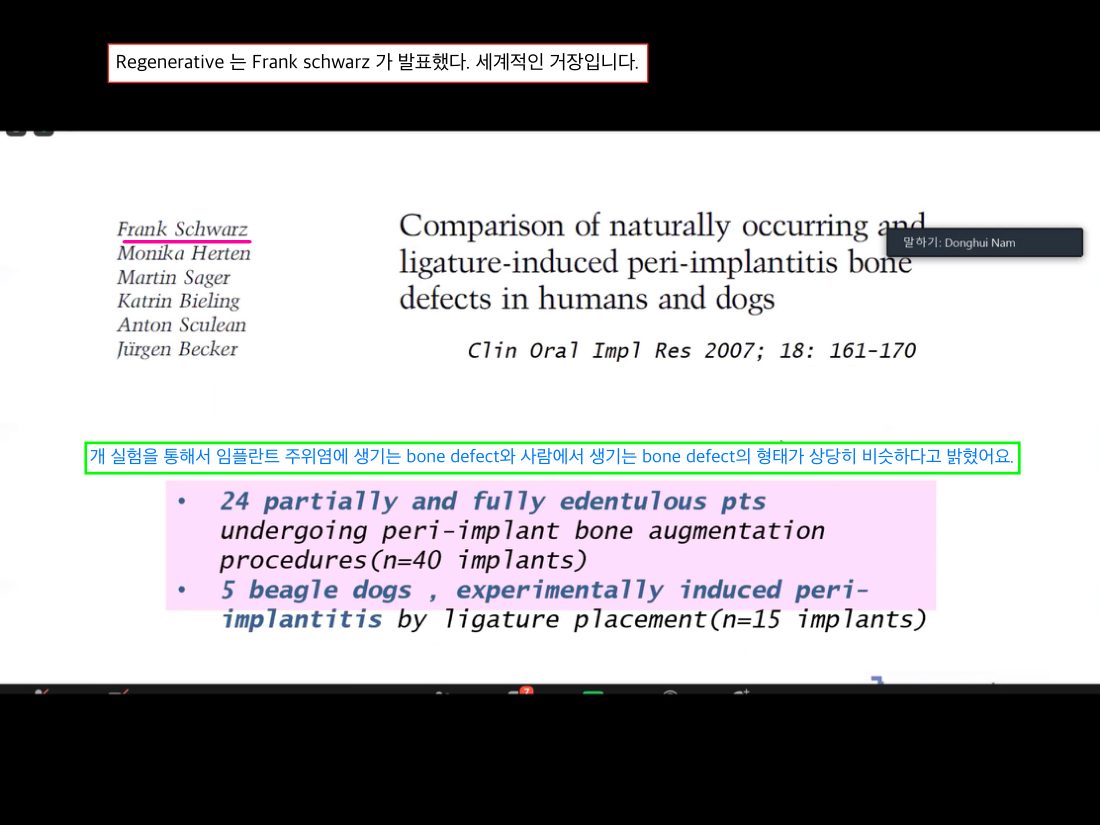 Regenerative 는 Frank schwarz 가 발표했다. 세계적인 거장입니다.
Frank Schwarz
Monika Herten
Martin Sager
Katrin Bieling
Anton Sculean
Jürgen Becker
Comparison of naturally occurring and
ligature-induced peri-implantitis bone
defects in humans and dogs
말하기: Donghui Nam
Clin Oral Impl Res 2007; 18: 161-170
개 실험을 통해서 임플란트 주위염에 생기는 bone defect와 사람에서 생기는 bone defect의 형태가 상당히 비슷하다고 밝혔어요.
• 24 partially and fully edentulous pts
undergoing peri-implant bone augmentation
procedures(n=40 implants)
• 5 beagle dogs , experimentally induced peri-
implantitis by ligature placement(n=15 implants)
7